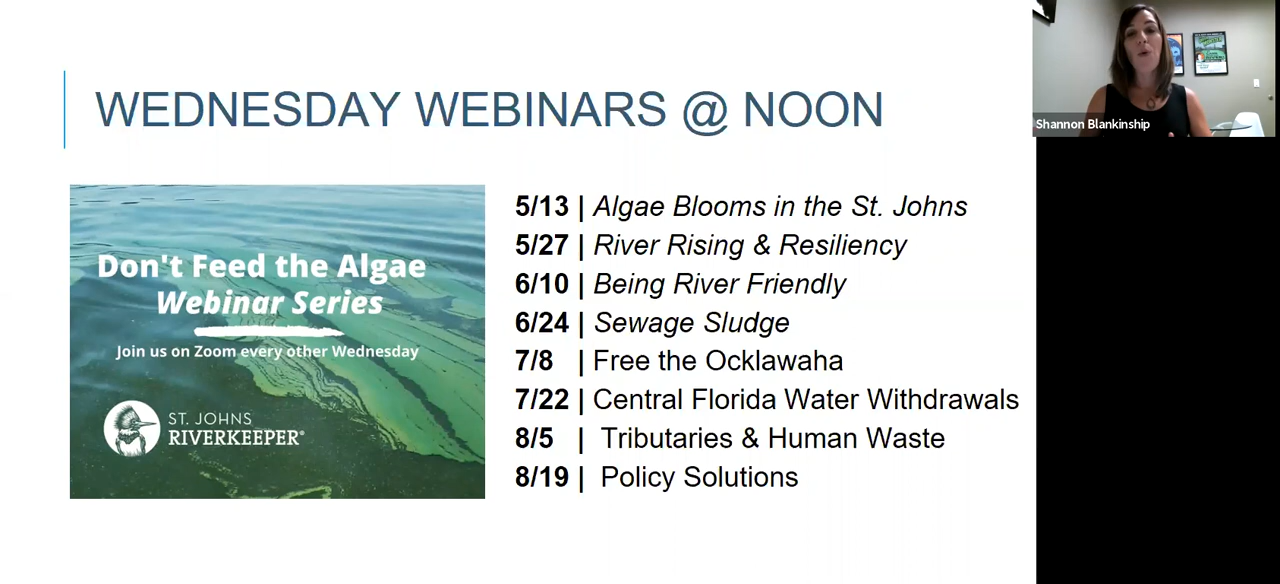 WEDNESDAY WEBINARS @ NOON
Don't Feed the Algae
Webinar Series
Join us on Zoom every other Wednesday
ST. JOHNS
RIVERKEEPER®
5/13 | Algae Blooms in the St. Johns
5/27 | River Rising & Resiliency
6/10 | Being River Friendly
6/24 | Sewage Sludge
7/8 | Free the Ocklawaha
7/22 | Central Florida Water Withdrawals
8/5 | Tributaries & Human Waste
8/19 | Policy Solutions
Shannon Blankinship